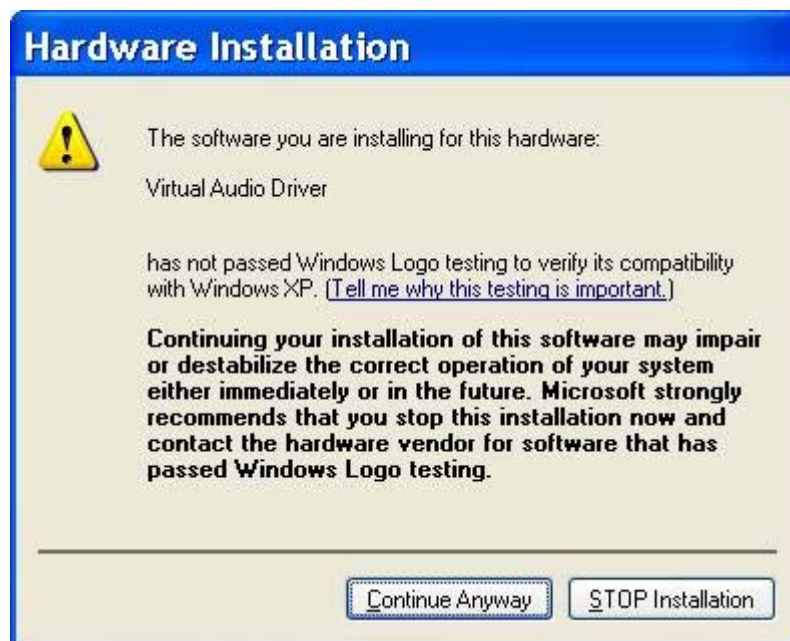 Hardware Installation
The software you are installing for this hardware:
Virtual Audio Driver
has not passed Windows Logo testing to verify its compatibility
with Windows XP. (Tell me why this testing is important.)
Continuing your installation of this software may impair
or destabilize the correct operation of your system
either immediately or in the future. Microsoft strongly
recommends that you stop this installation now and
contact the hardware vendor for software that has
passed Windows Logo testing.
Continue Anyway
STOP Installation